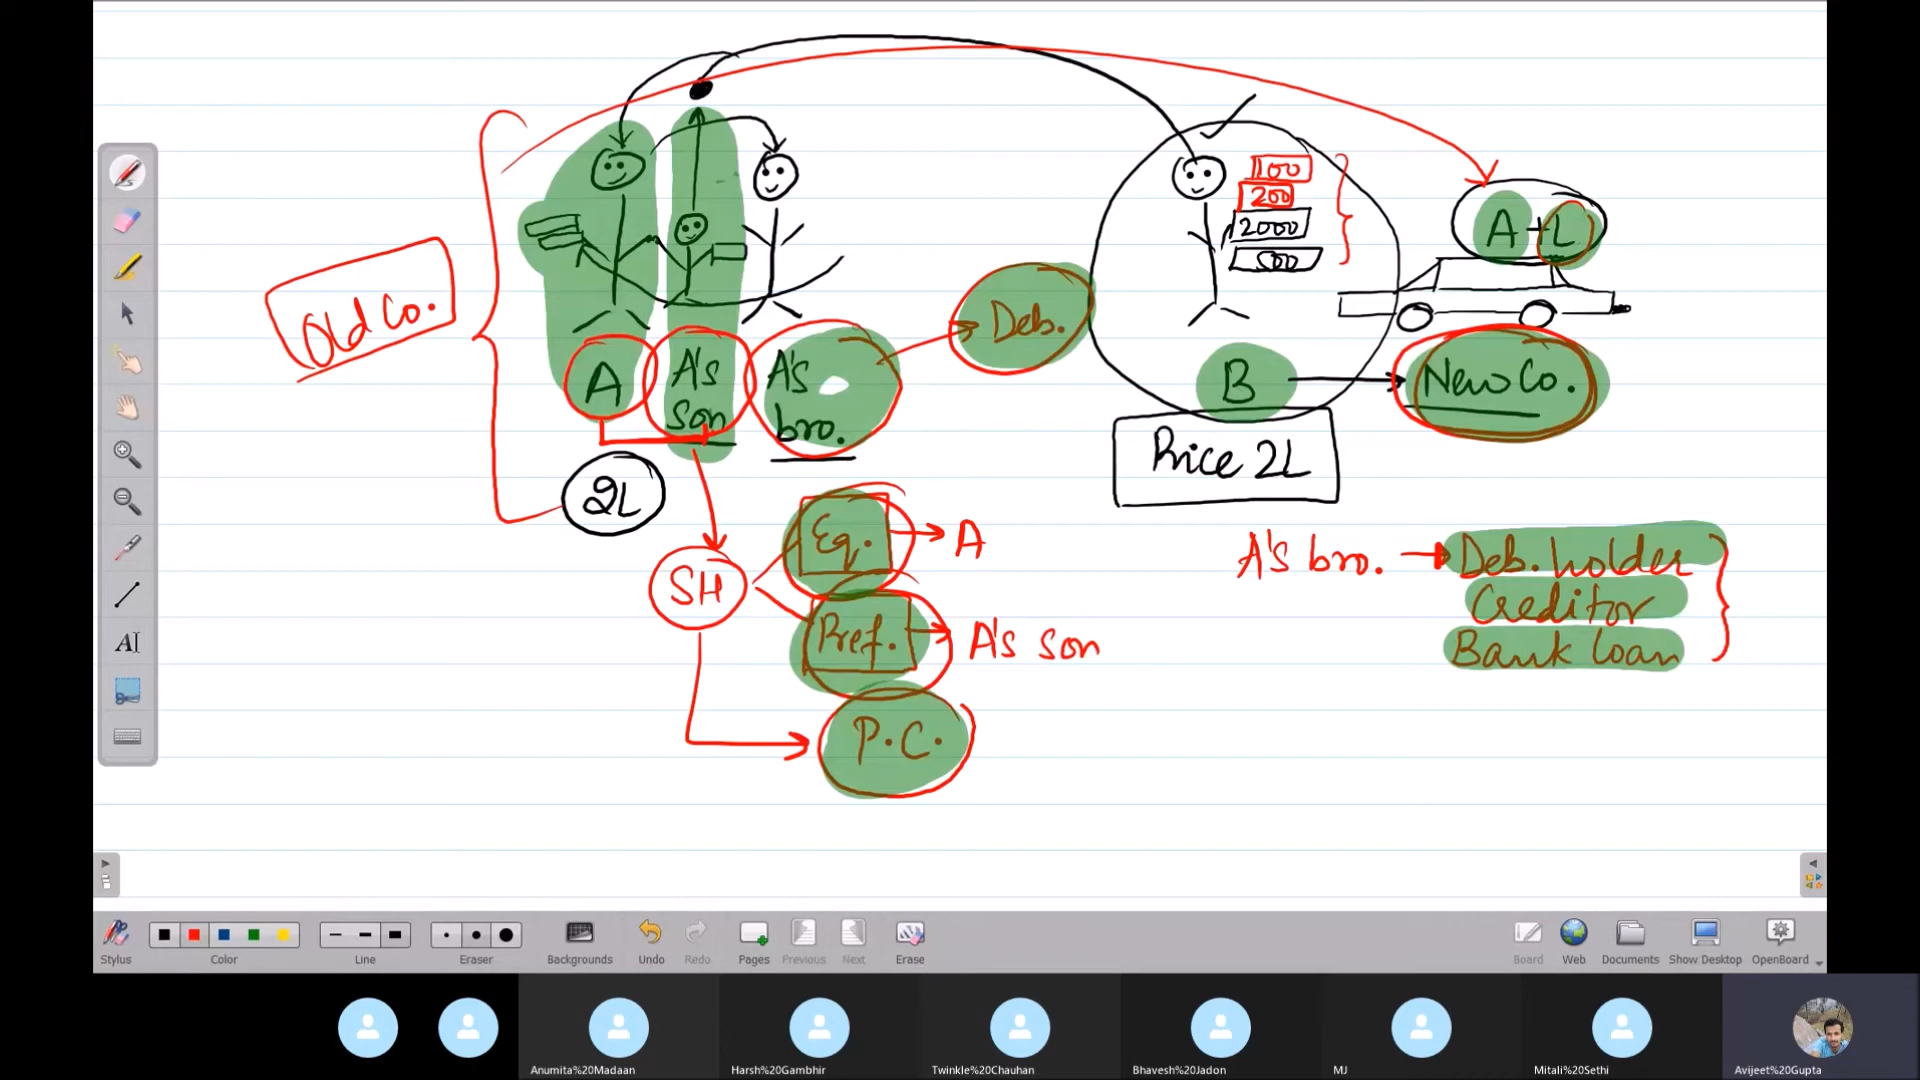 100
200
2000
500
A + L
Old Co.
Deb.
A
A's
son
A's
bro.
B
New Co.
2L
Price 2L
SH
Eq.
A
Pref.
A's son
P.C.
A's bro.
Deb. holder
Creditor
Bank loan
Stylus
Color
Line
Eraser
Backgrounds
Undo
Redo
Pages
Previous
Next
Erase
Board
Web
Documents
Show Desktop
OpenBoard
Anumita%20Madaan
Harsh%20Gambhir
Twinkle%20Chauhan
Bhavesh%20Jadon
MJ
Mitali%20Sethi
Avijeet%20Gupta